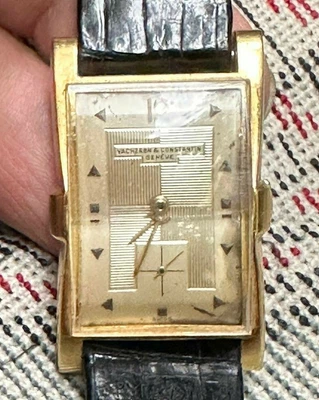 VACHERON & CONSTANTIN
GENÈVE